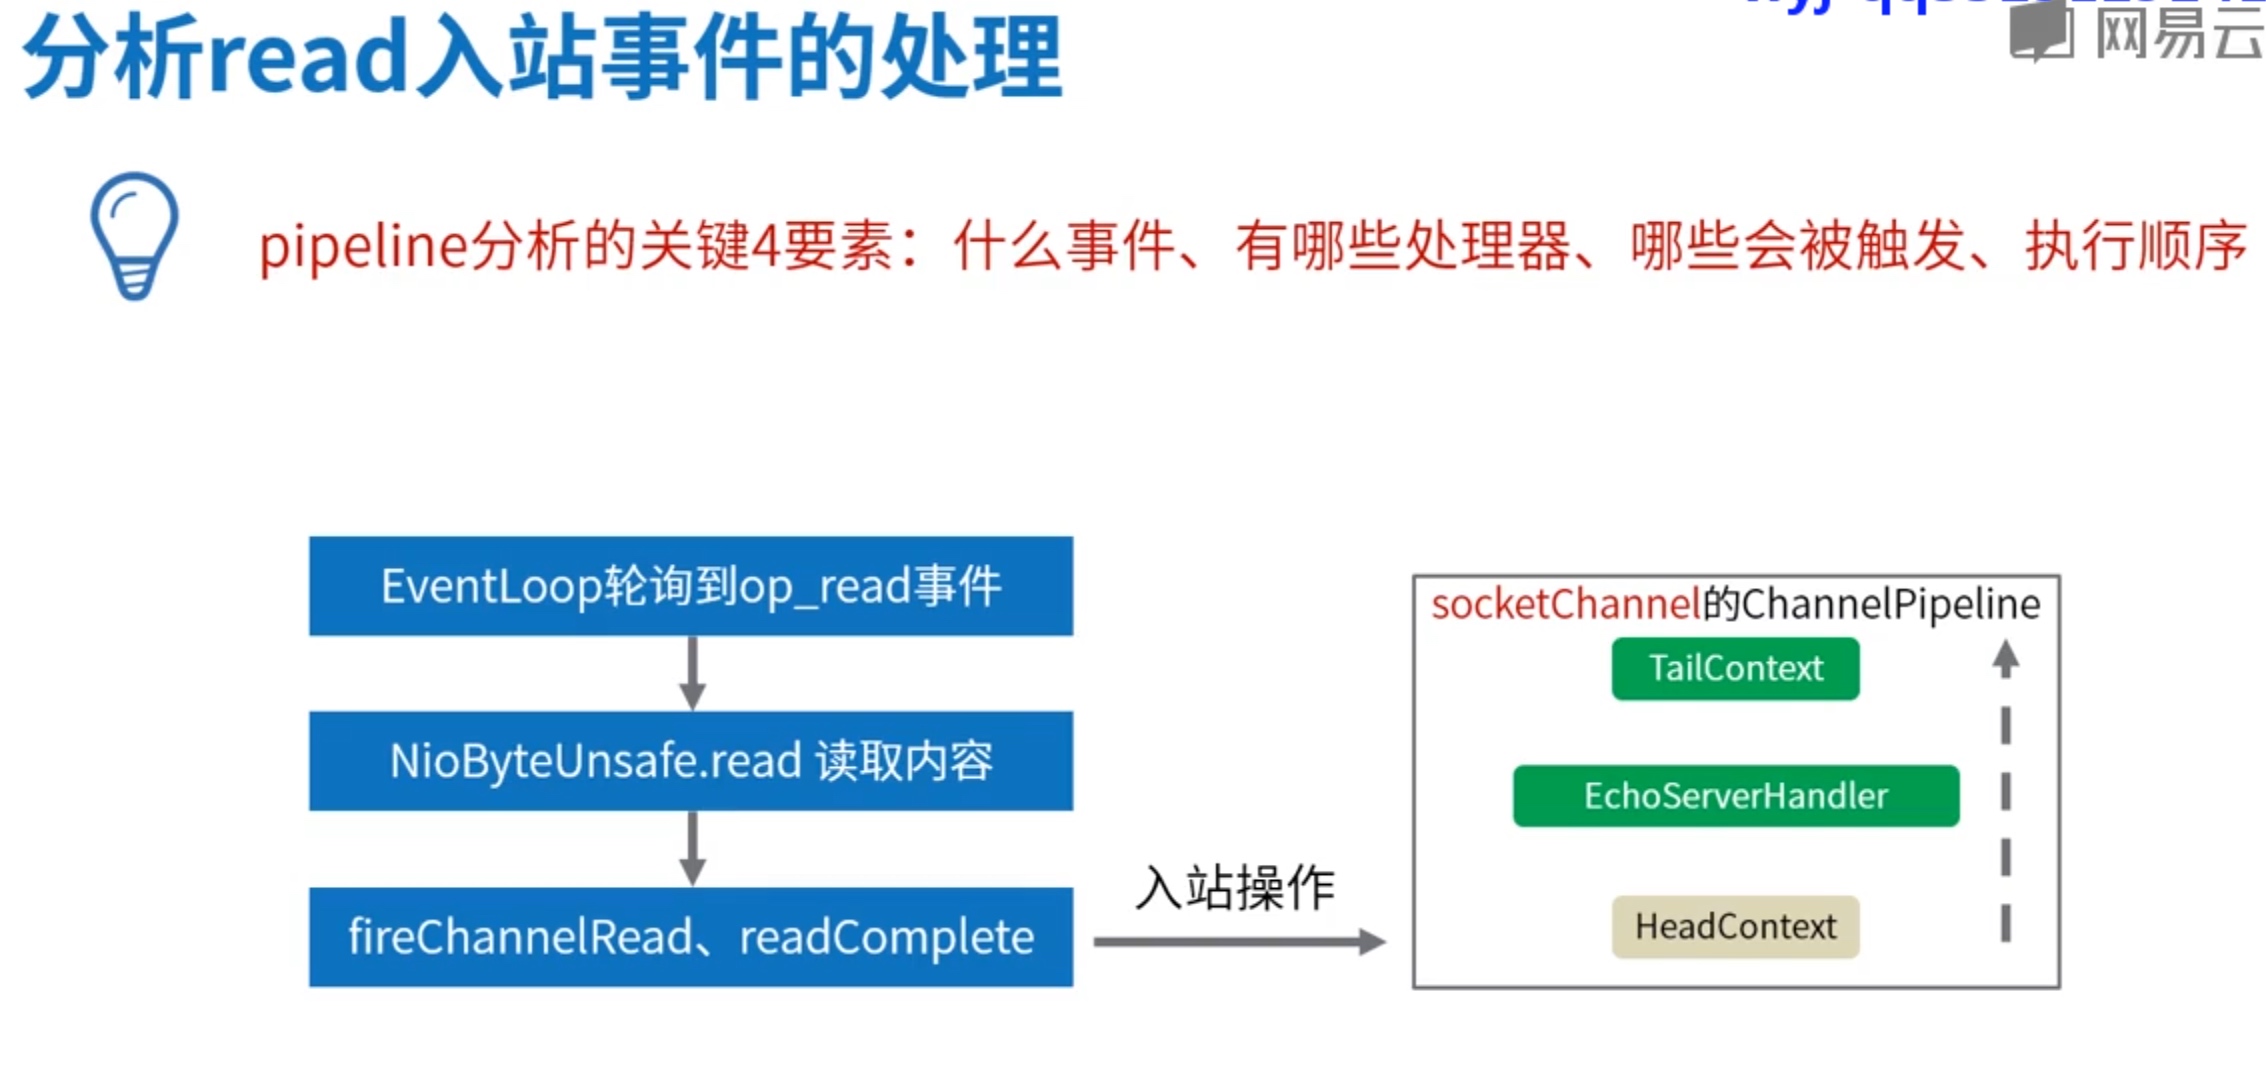 分析read入站事件的处理
网易云
pipeline分析的关键4要素：什么事件、有哪些处理器、哪些会被触发、执行顺序
EventLoop轮询到op_read事件
NioByteUnsafe.read 读取内容
fireChannelRead、readComplete
入站操作
socketChannel的ChannelPipeline
TailContext
EchoServerHandler
HeadContext